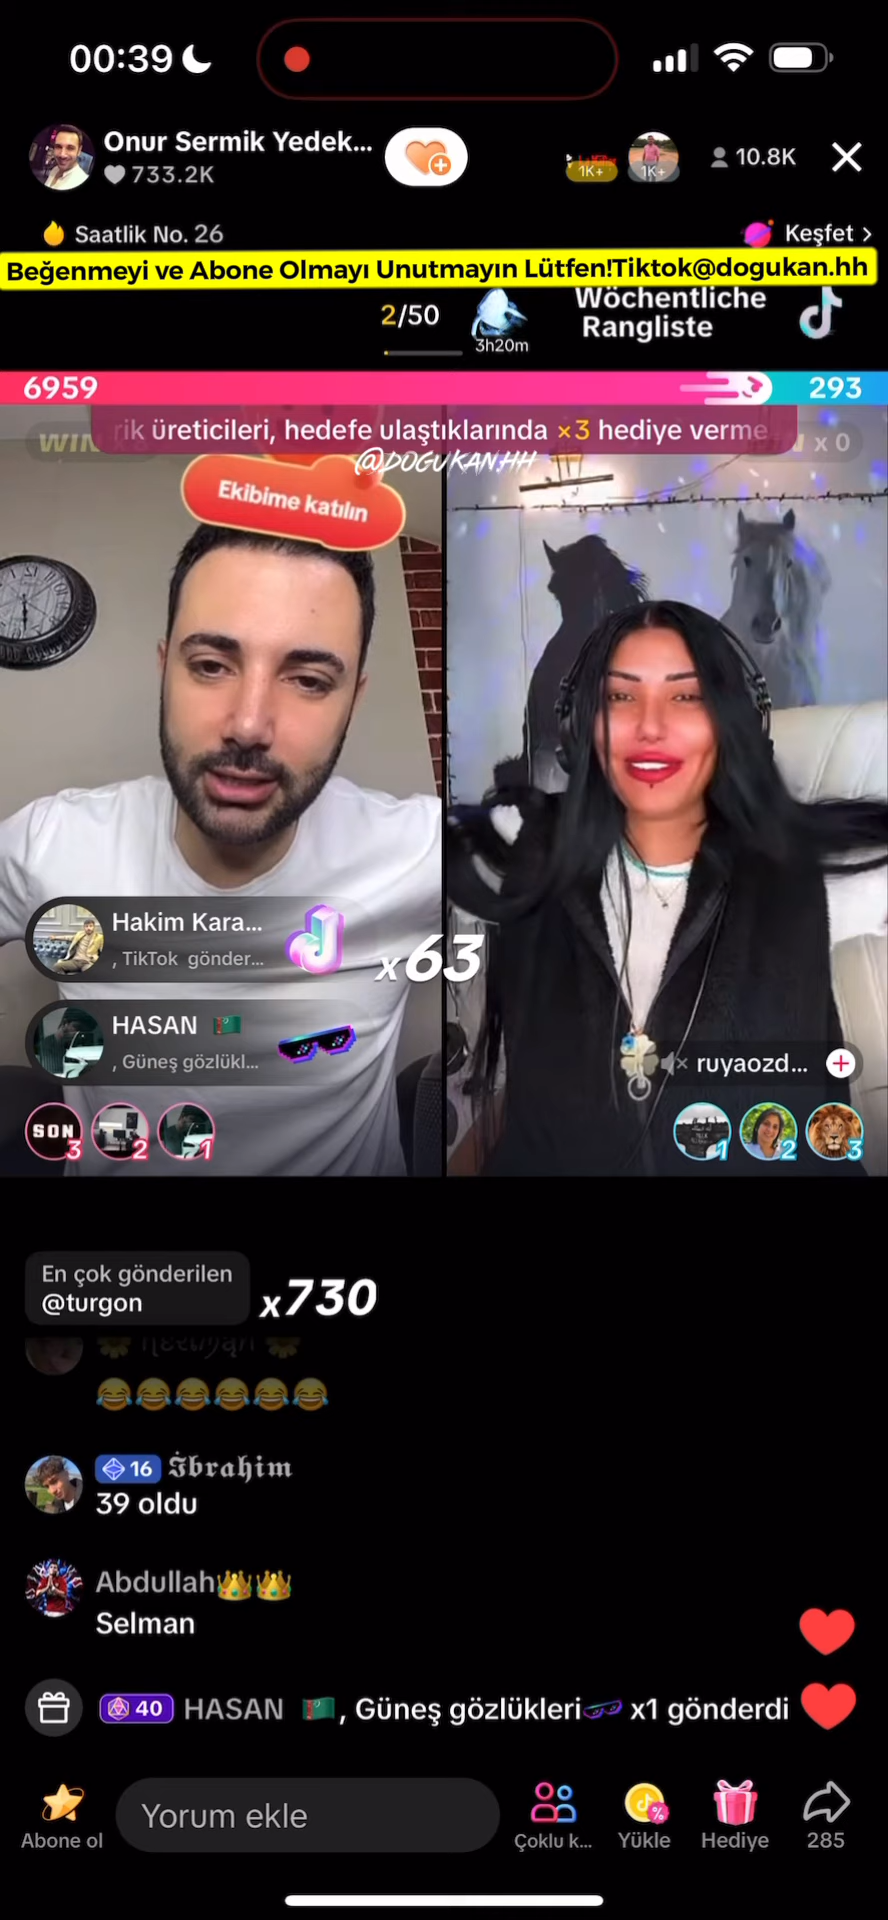 00:39
Onur Sermik Yedek...
733.2K
1K+
1K+
10.8K
Saatlik No. 26
Keşfet >
Beğenmeyi ve Abone Olmayı Unutmayın Lütfen!Tiktok@dogukan.hh
2/50
3h20m
Wöchentliche
Rangliste
6959
293
WIN
x 0
rik üreticileri, hedefe ulaştıklarında ×3 hediye verme
@DOGUKAN.HH
Ekibime katılın
Hakim Kara...
, TikTok gönder...
x63
HASAN
, Güneş gözlükl...
ruyaozd...
SON
3
2
1
1
2
3
En çok gönderilen
@turgon
x730
16 İbrahim
39 oldu
Abdullah
Selman
40 HASAN , Güneş gözlükleri x1 gönderdi
Yorum ekle
Abone ol
Çoklu k...
Yükle
Hediye
285